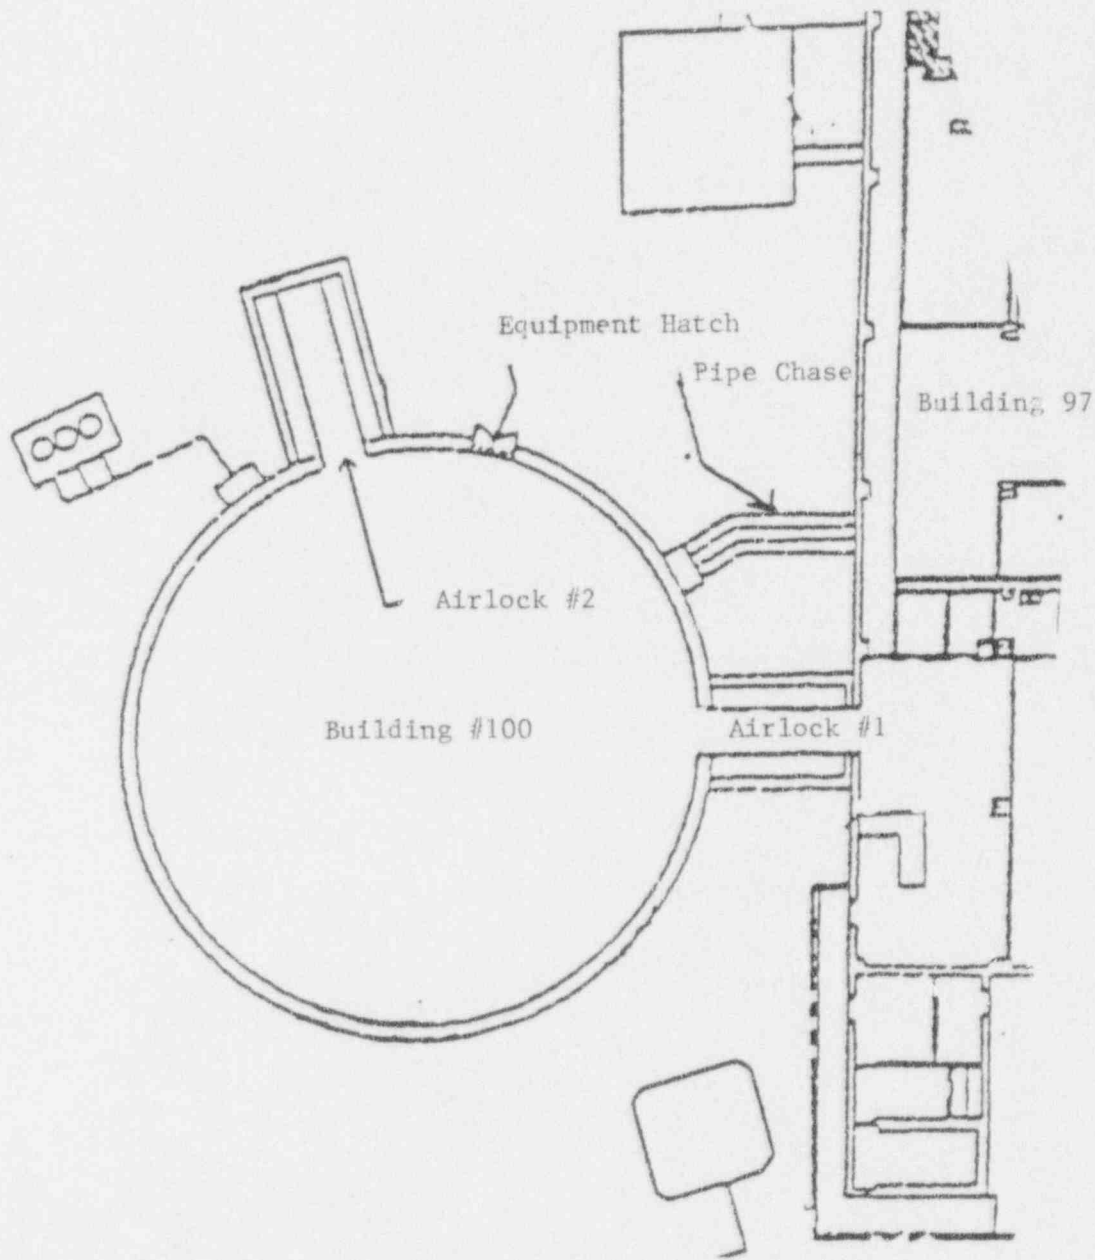 Equipment Hatch
Pipe Chase
Building 97
Airlock #2
Building #100
Airlock #1